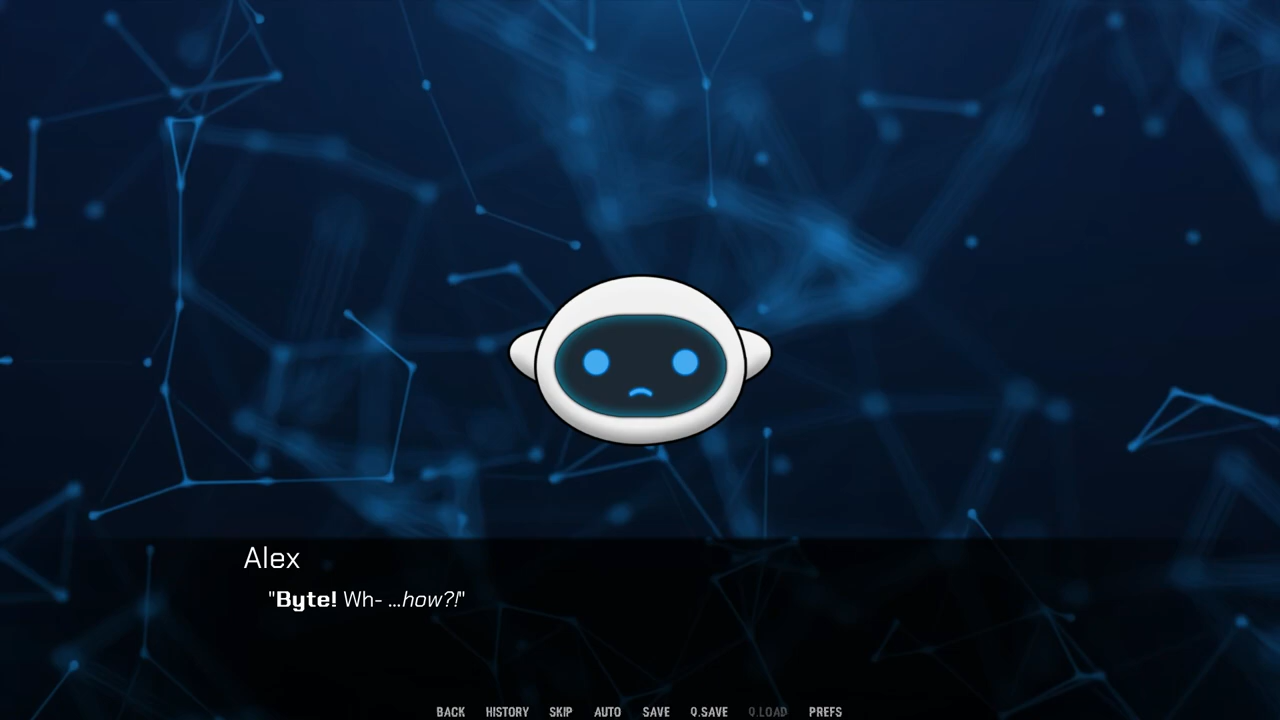 Alex
"Byte! Wh- ...how?!"
BACK HISTORY SKIP AUTO SAVE Q.SAVE Q.LOAD PREFS